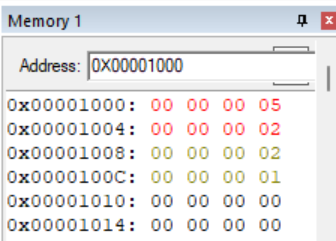 Memory 1
Address: 0X00001000
0x00001000: 00 00 00 05
0x00001004: 00 00 00 02
0x00001008: 00 00 00 02
0x0000100C: 00 00 00 01
0x00001010: 00 00 00 00
0x00001014: 00 00 00 00